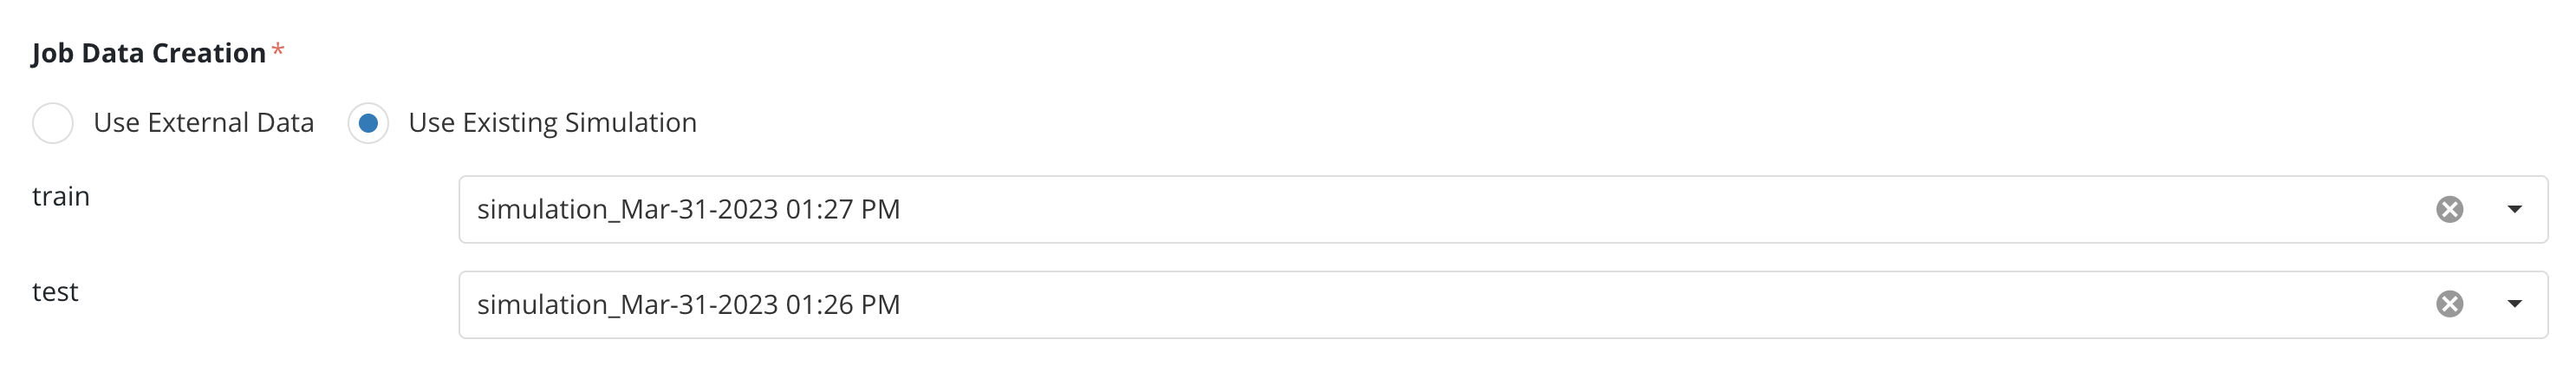 Job Data Creation *
Use External Data Use Existing Simulation
train simulation_Mar-31-2023 01:27 PM
test simulation_Mar-31-2023 01:26 PM